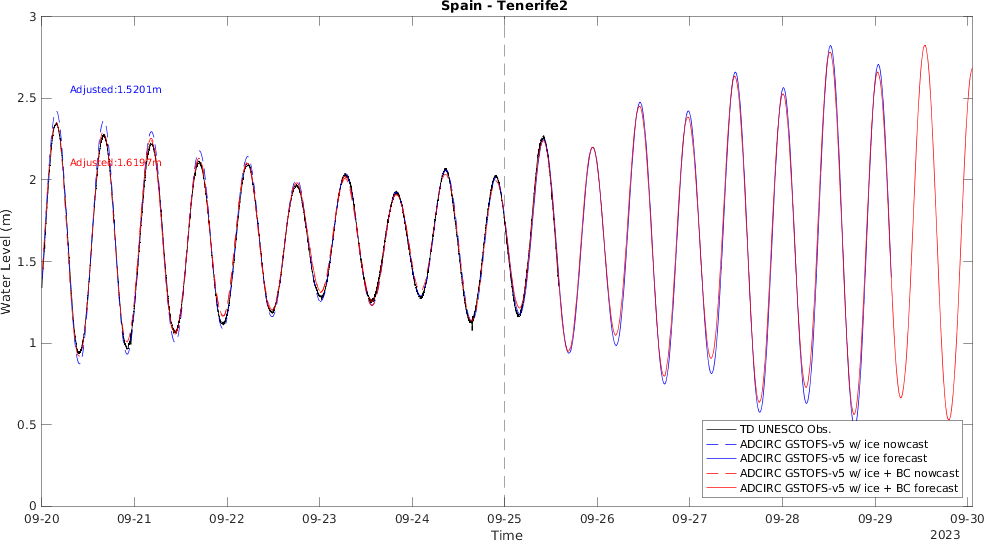 Spain - Tenerife2
3
2.5
2
1.5
1
0.5
0
Water Level (m)
Adjusted:1.5201m
Adjusted:1.6197m
TD UNESCO Obs.
ADCIRC GSTOFS-v5 w/ ice nowcast
ADCIRC GSTOFS-v5 w/ ice forecast
ADCIRC GSTOFS-v5 w/ ice + BC nowcast
ADCIRC GSTOFS-v5 w/ ice + BC forecast
09-20 09-21 09-22 09-23 09-24 09-25 09-26 09-27 09-28 09-29 09-30
Time
2023